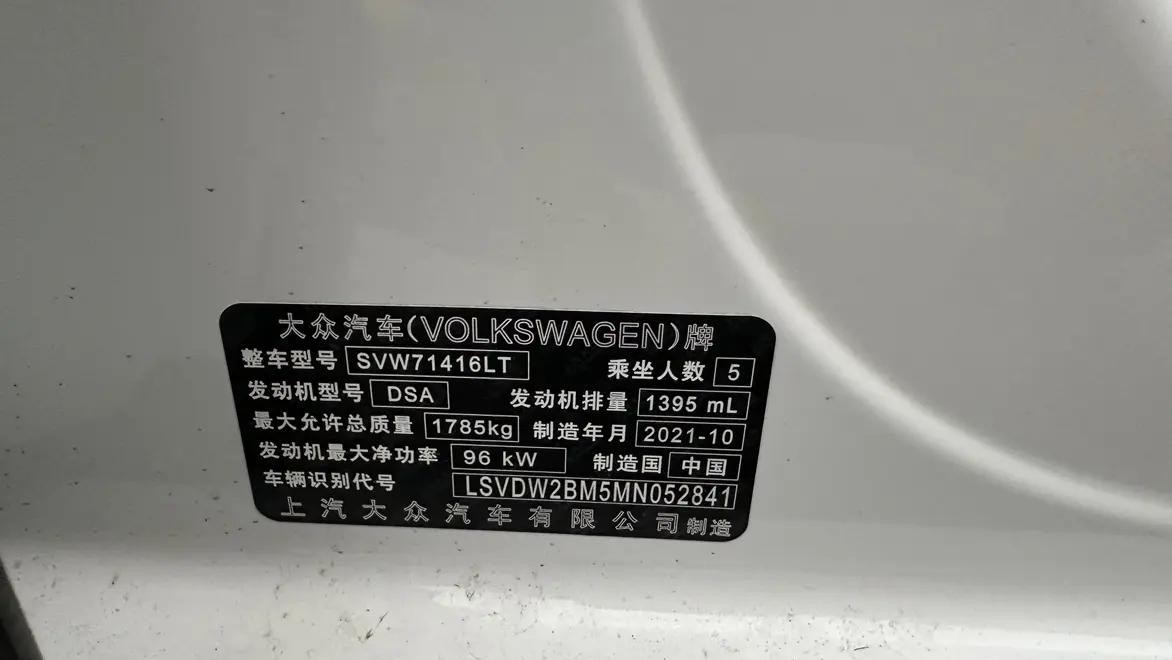 大众汽车(VOLKSWAGEN)牌
整车型号 SVW71416LT 乘坐人数 5
发动机型号 DSA 发动机排量 1395 mL
最大允许总质量 1785kg 制造年月 2021-10
发动机最大净功率 96 kW 制造国 中国
车辆识别代号 LSVDW2BM5MN052841
上汽大众汽车有限公司制造